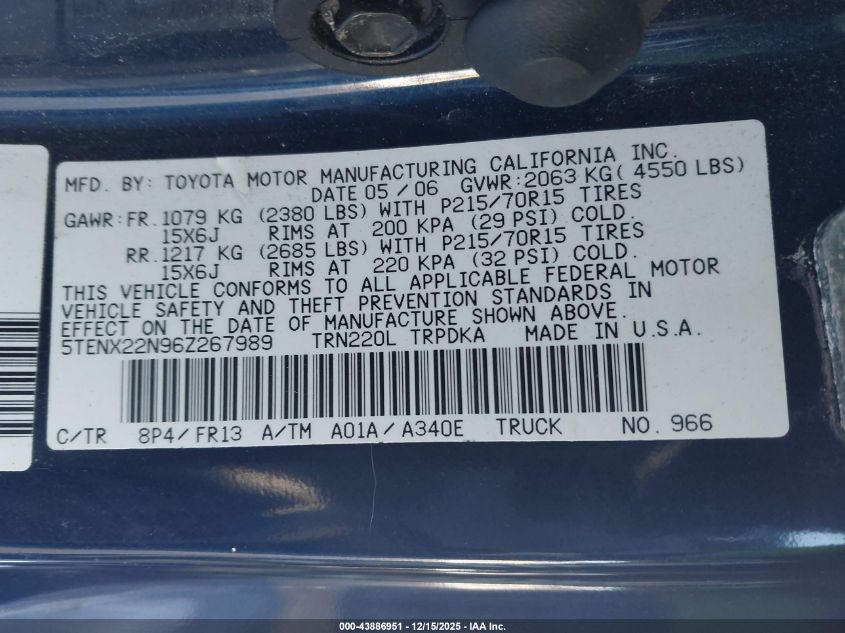 MFD. BY: TOYOTA MOTOR MANUFACTURING CALIFORNIA INC.
DATE 05 / 06 GVWR:2063 KG( 4550 LBS)
GAWR:FR.1079 KG (2380 LBS) WITH P215/70R15 TIRES
15X6J RIMS AT 200 KPA (29 PSI) COLD.
RR.1217 KG (2685 LBS) WITH P215/70R15 TIRES
15X6J RIMS AT 220 KPA (32 PSI) COLD.
THIS VEHICLE CONFORMS TO ALL APPLICABLE FEDERAL MOTOR
VEHICLE SAFETY AND THEFT PREVENTION STANDARDS IN
EFFECT ON THE DATE OF MANUFACTURE SHOWN ABOVE.
5TENX22N96Z267989 TRN220L TRPDKA MADE IN U.S.A.
C/TR 8P4/FR13 A/TM A01A/A340E TRUCK NO. 966
000-43886951 - 12/15/2025 - IAA Inc.